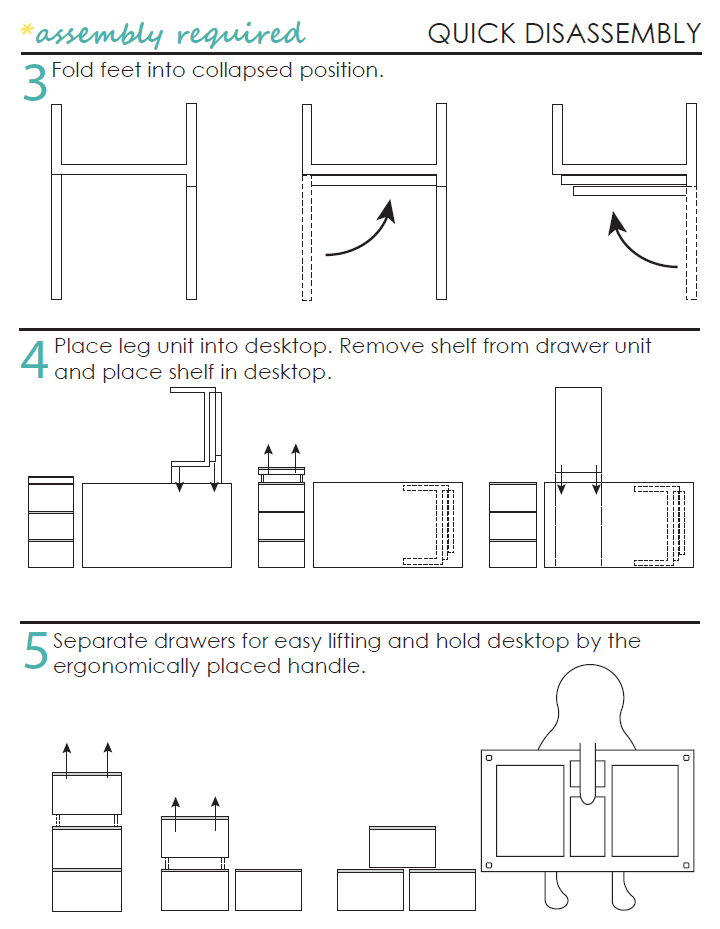 *assembly required
QUICK DISASSEMBLY
3 Fold feet into collapsed position.
4 Place leg unit into desktop. Remove shelf from drawer unit
and place shelf in desktop.
5 Separate drawers for easy lifting and hold desktop by the
ergonomically placed handle.